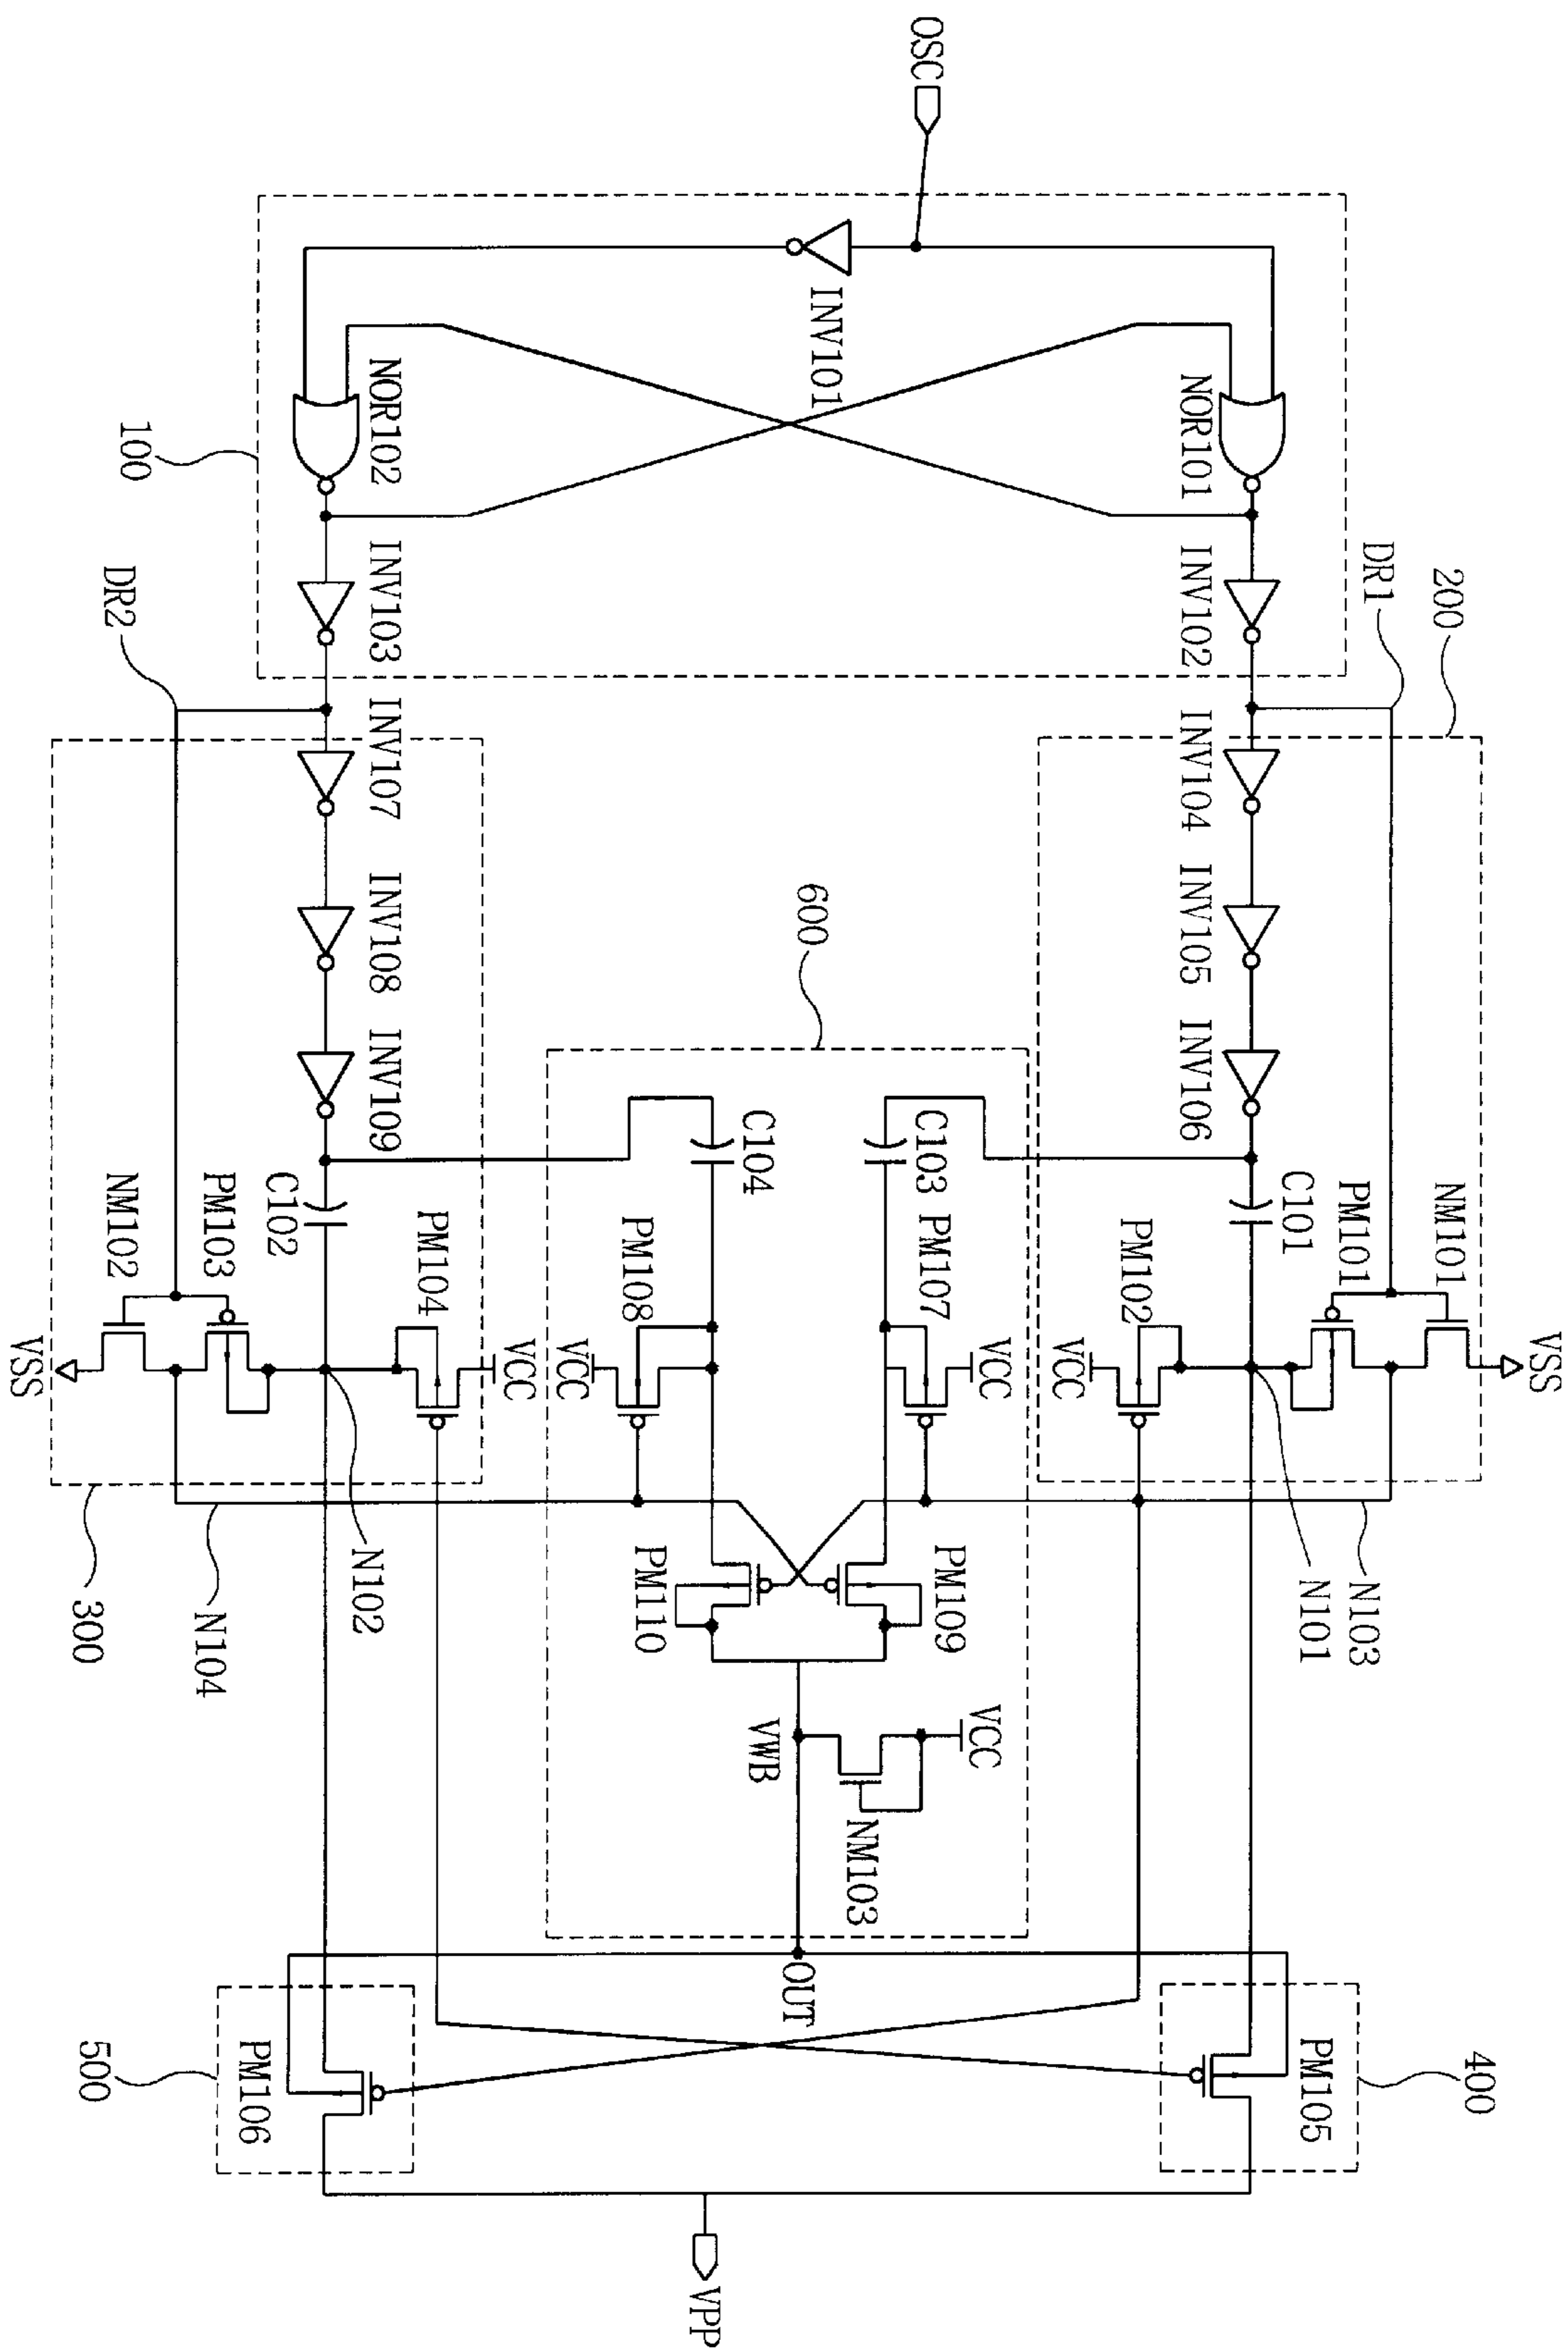 OSC
INV101
NOR101
NOR102
100
INV102
INV103
DR1
DR2
200
INV104
INV105
INV106
C101
PM101
NM101
VSS
PM102
VCC
N101
N103
600
C103
PM107
VCC
PM109
C104
PM108
VCC
PM110
VCC
NM103
VWB
OUT
INV107
INV108
INV109
C102
PM104
VCC
PM103
NM102
VSS
N102
N104
300
400
PM105
500
PM106
VPP